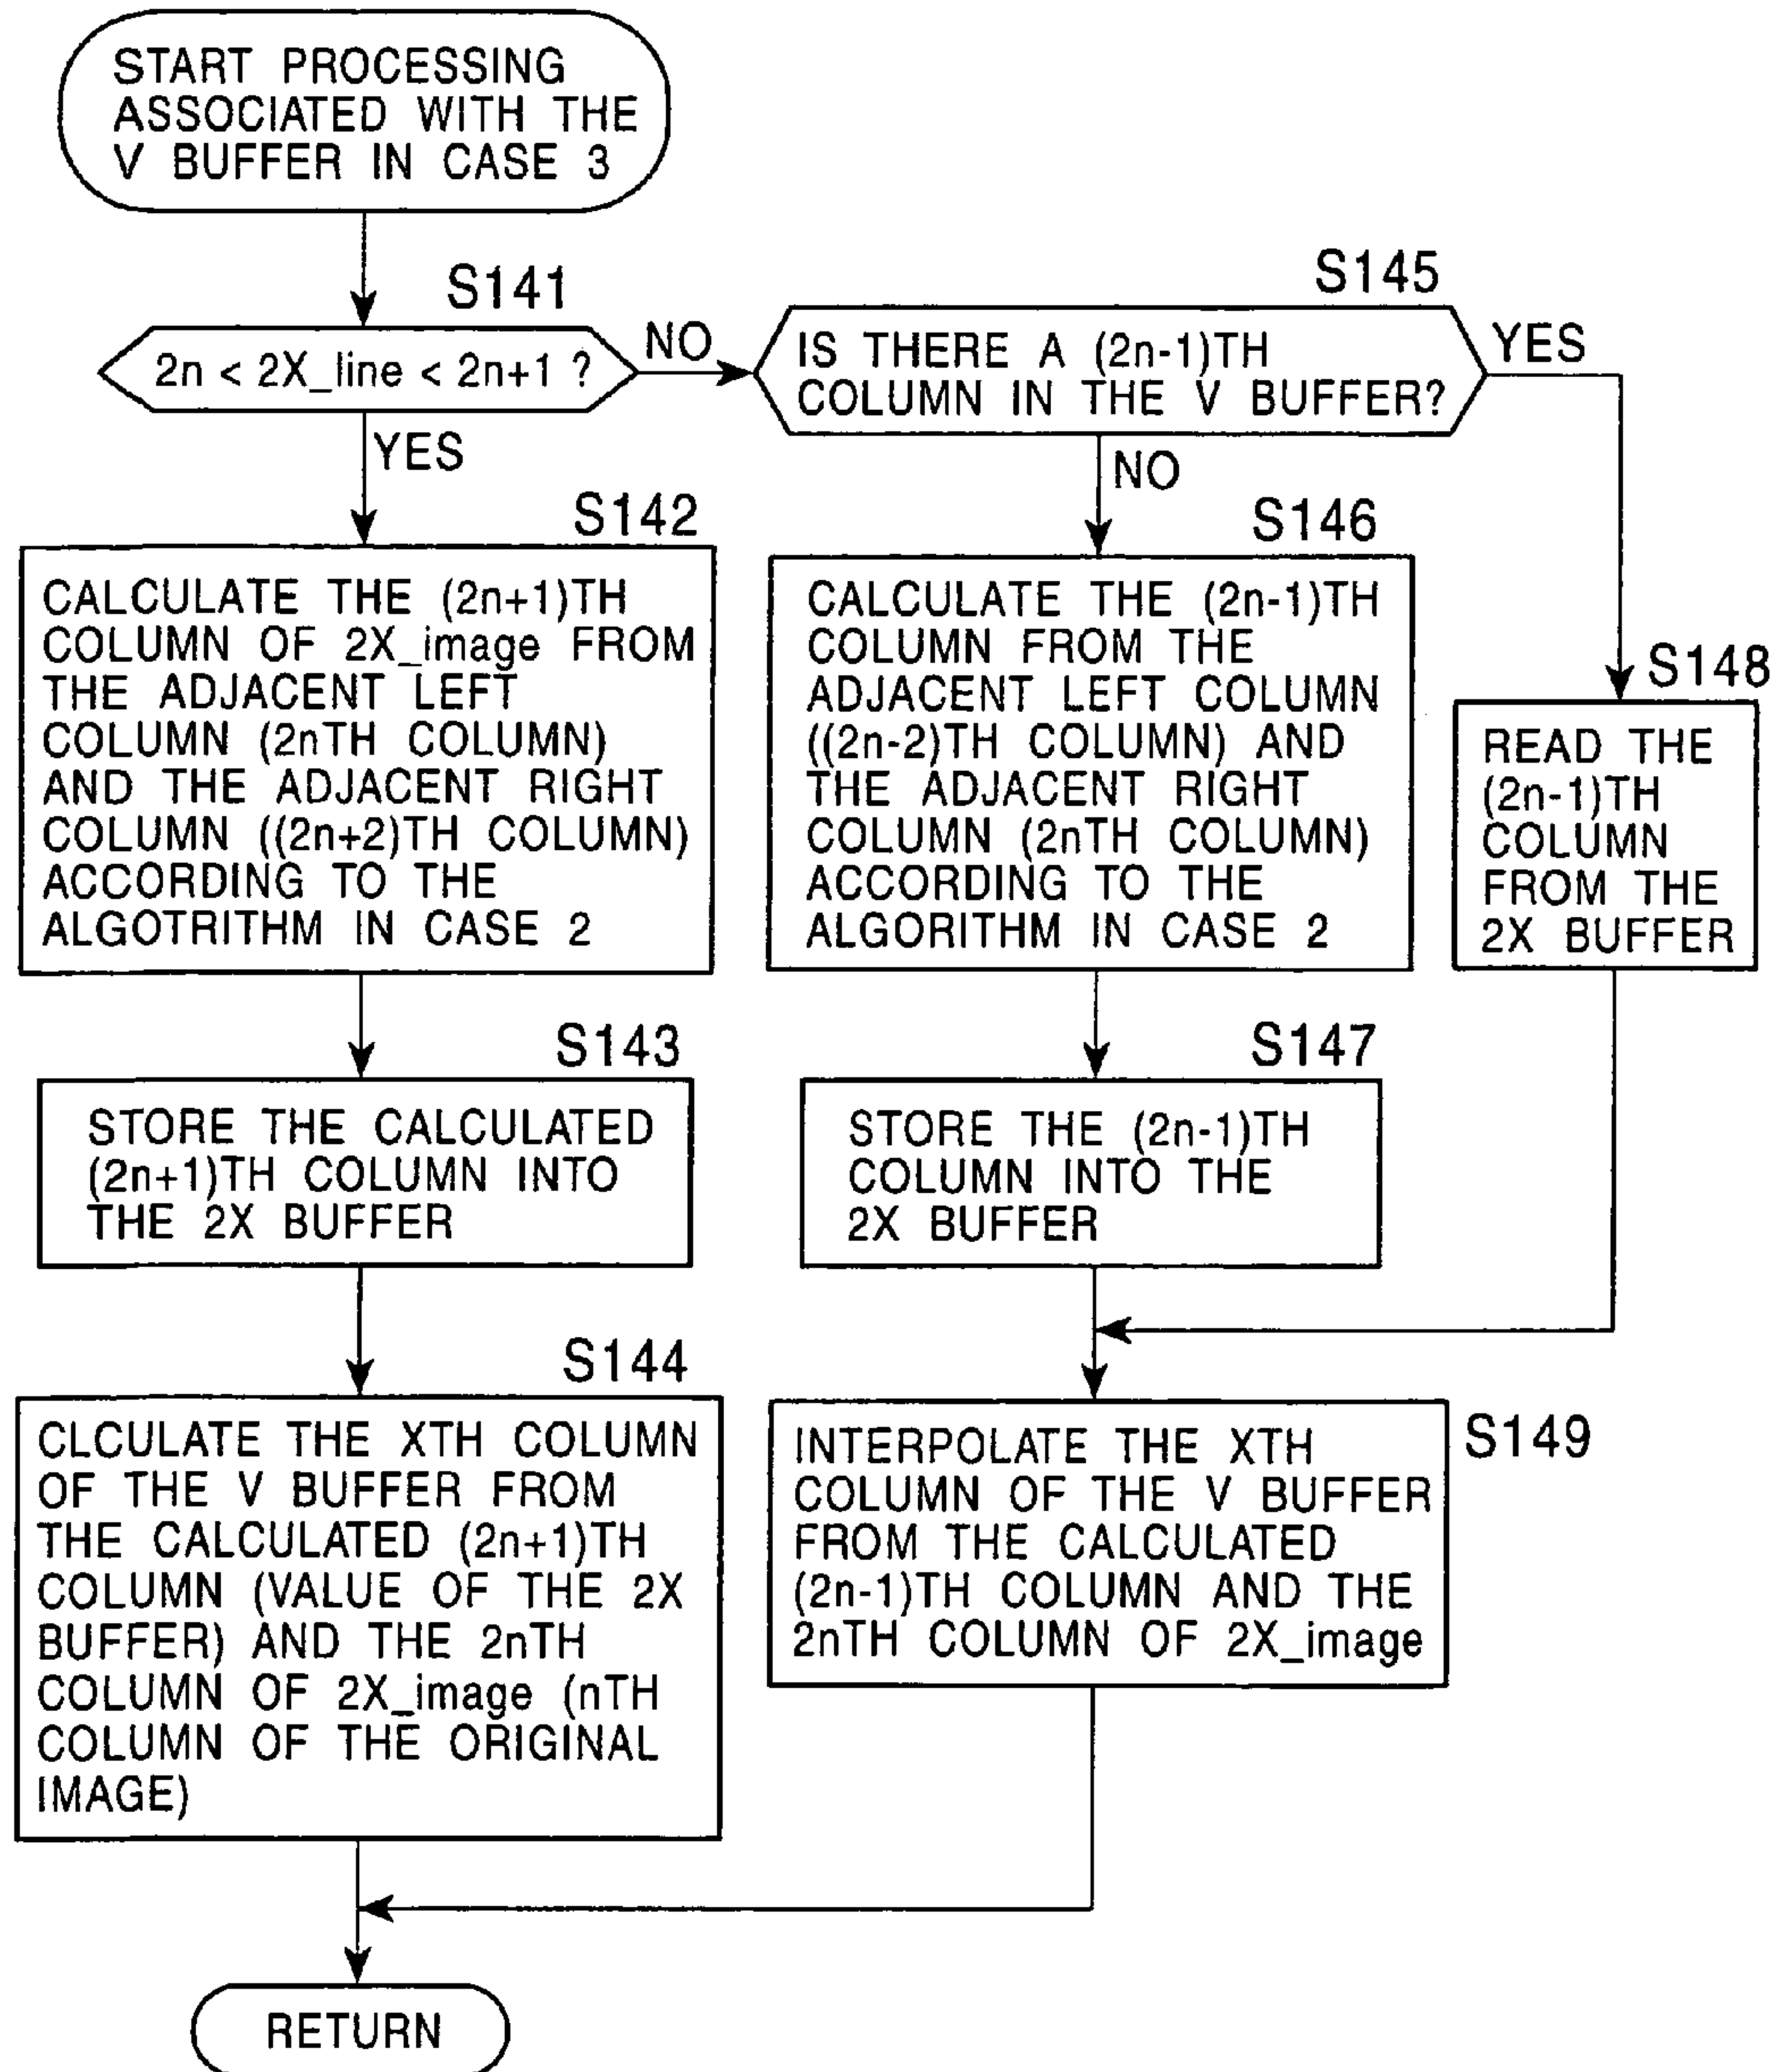 START PROCESSING
ASSOCIATED WITH THE
V BUFFER IN CASE 3
S141
2n < 2X_line < 2n+1 ?
NO
YES
S145
IS THERE A (2n-1)TH
COLUMN IN THE V BUFFER?
YES
NO
S142
CALCULATE THE (2n+1)TH
COLUMN OF 2X_image FROM
THE ADJACENT LEFT
COLUMN (2nTH COLUMN)
AND THE ADJACENT RIGHT
COLUMN ((2n+2)TH COLUMN)
ACCORDING TO THE
ALGOTRITHM IN CASE 2
S146
CALCULATE THE (2n-1)TH
COLUMN FROM THE
ADJACENT LEFT COLUMN
((2n-2)TH COLUMN) AND
THE ADJACENT RIGHT
COLUMN (2nTH COLUMN)
ACCORDING TO THE
ALGORITHM IN CASE 2
S148
READ THE
(2n-1)TH
COLUMN
FROM THE
2X BUFFER
S143
STORE THE CALCULATED
(2n+1)TH COLUMN INTO
THE 2X BUFFER
S147
STORE THE (2n-1)TH
COLUMN INTO THE
2X BUFFER
S144
CLCULATE THE XTH COLUMN
OF THE V BUFFER FROM
THE CALCULATED (2n+1)TH
COLUMN (VALUE OF THE 2X
BUFFER) AND THE 2nTH
COLUMN OF 2X_image (nTH
COLUMN OF THE ORIGINAL
IMAGE)
S149
INTERPOLATE THE XTH
COLUMN OF THE V BUFFER
FROM THE CALCULATED
(2n-1)TH COLUMN AND THE
2nTH COLUMN OF 2X_image
RETURN